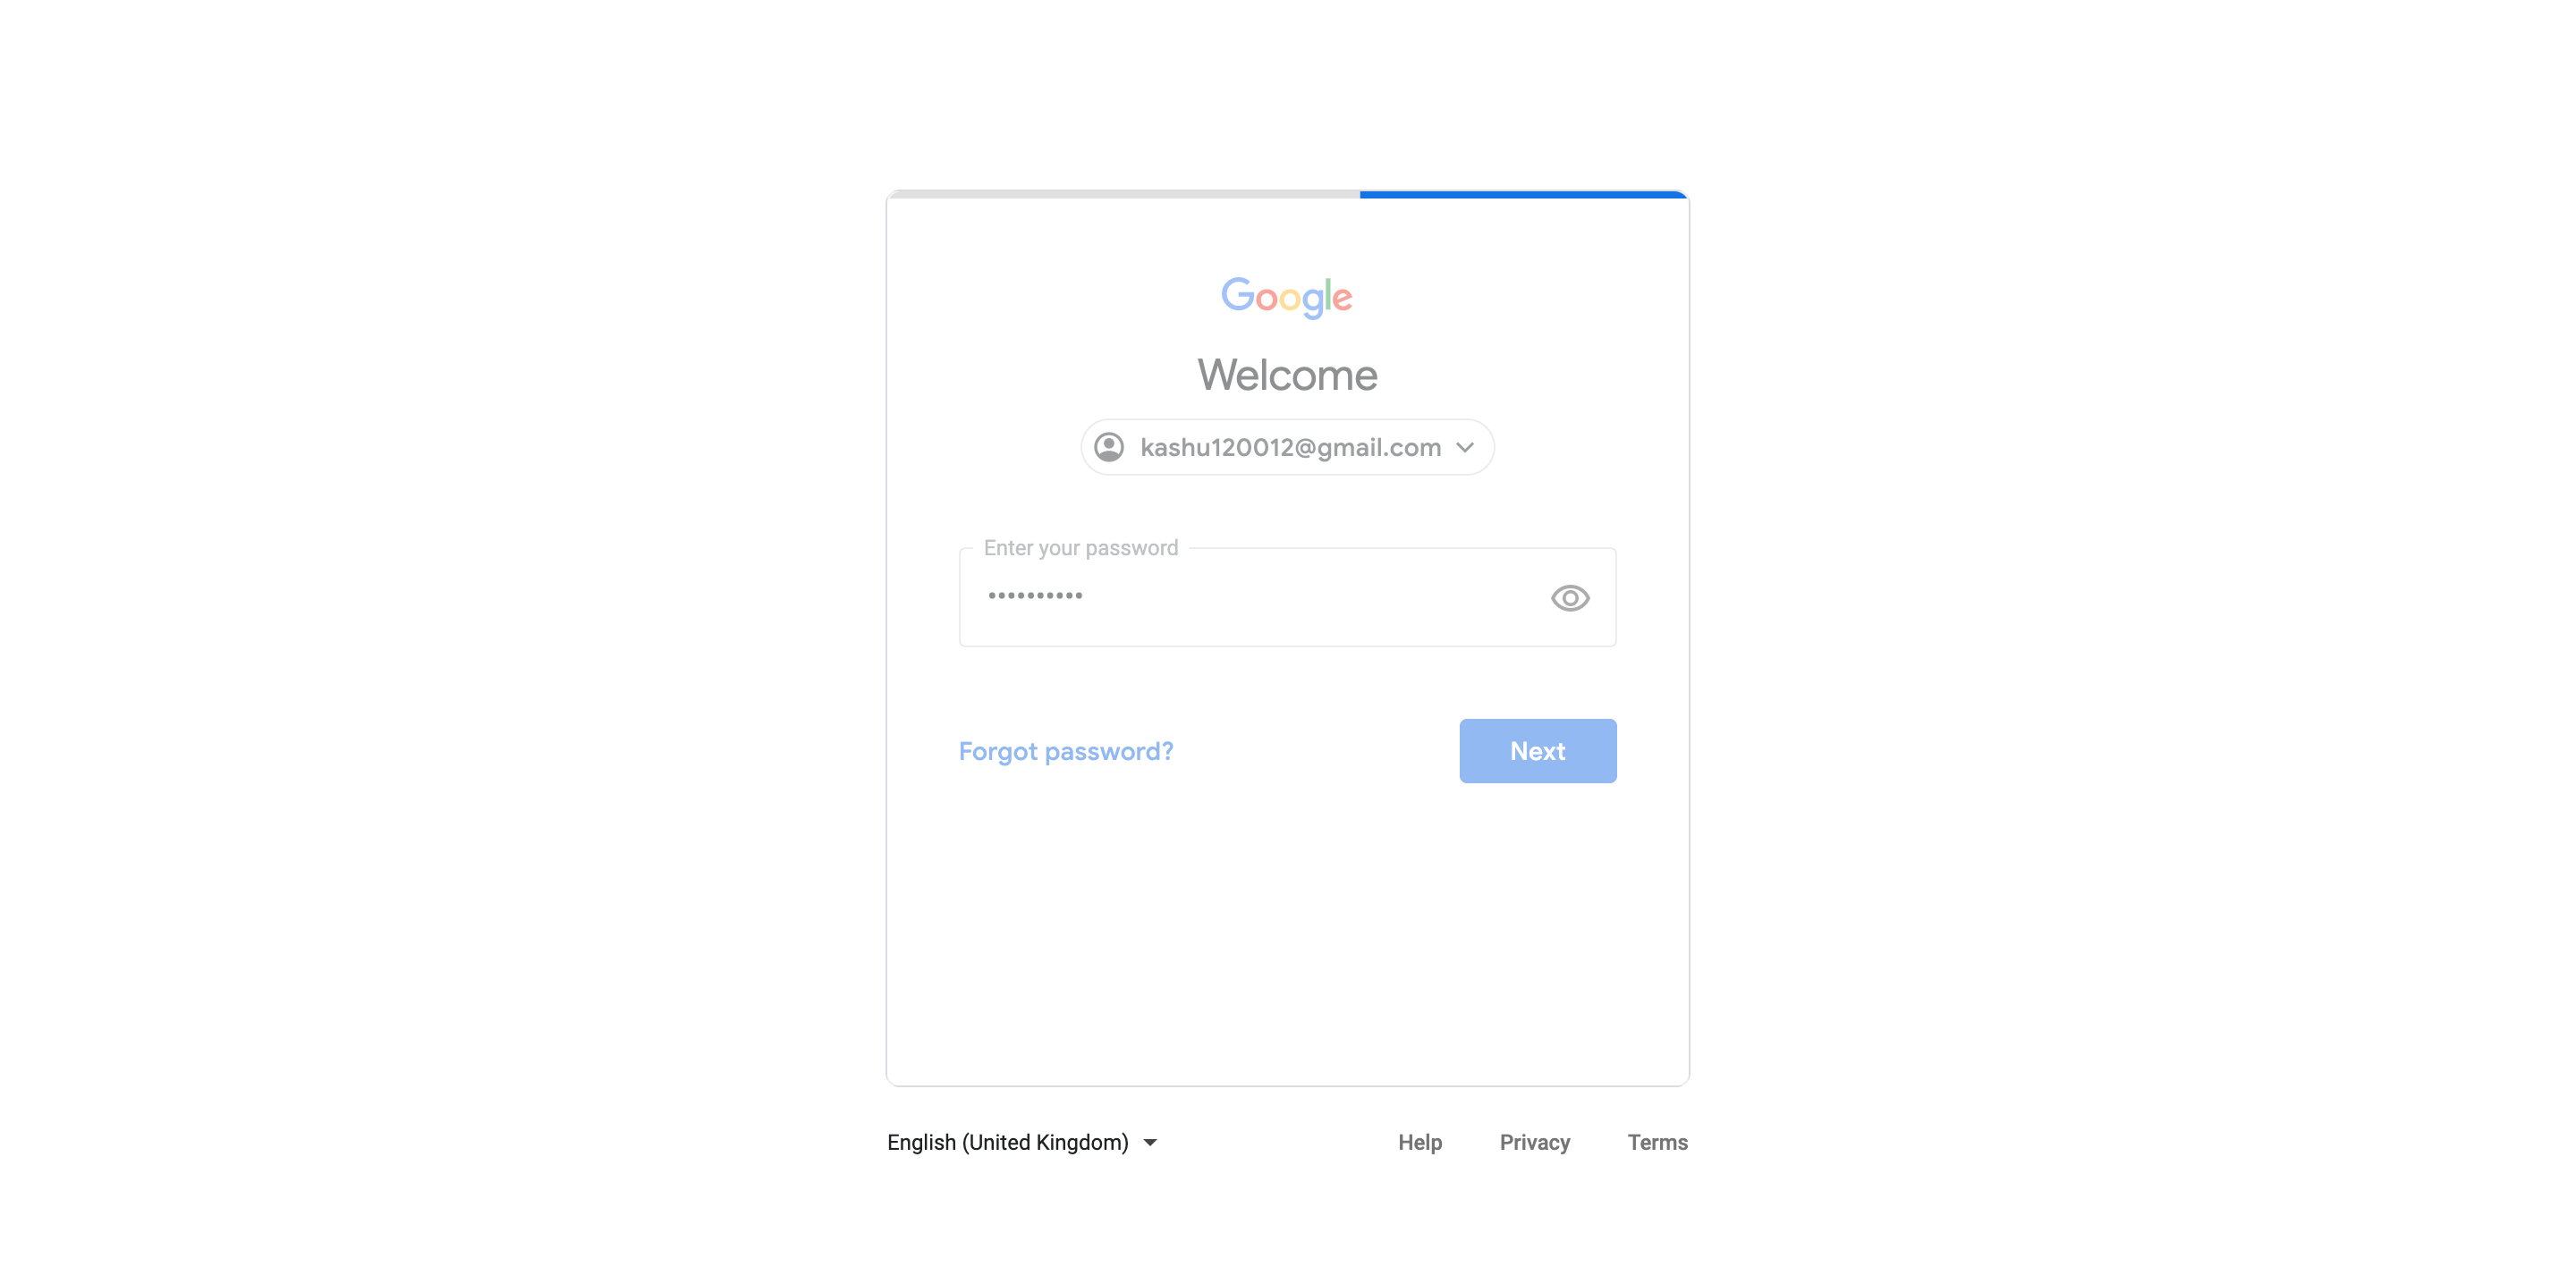 Google
Welcome
kashu120012@gmail.com
Enter your password
••••••••••
Forgot password?
Next
English (United Kingdom)
Help Privacy Terms